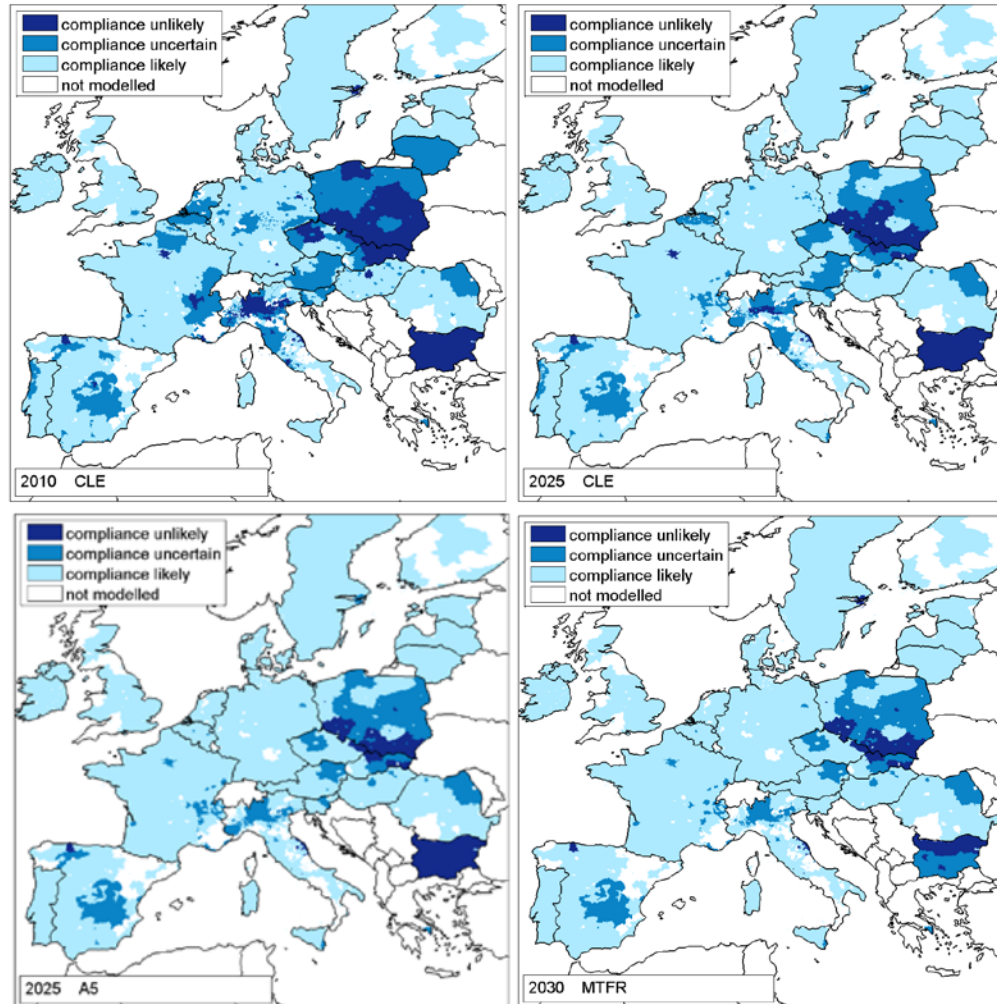 compliance unlikely
compliance uncertain
compliance likely
not modelled
2010 CLE
compliance unlikely
compliance uncertain
compliance likely
not modelled
2025 CLE
compliance unlikely
compliance uncertain
compliance likely
not modelled
2025 A5
compliance unlikely
compliance uncertain
compliance likely
not modelled
2030 MTFR